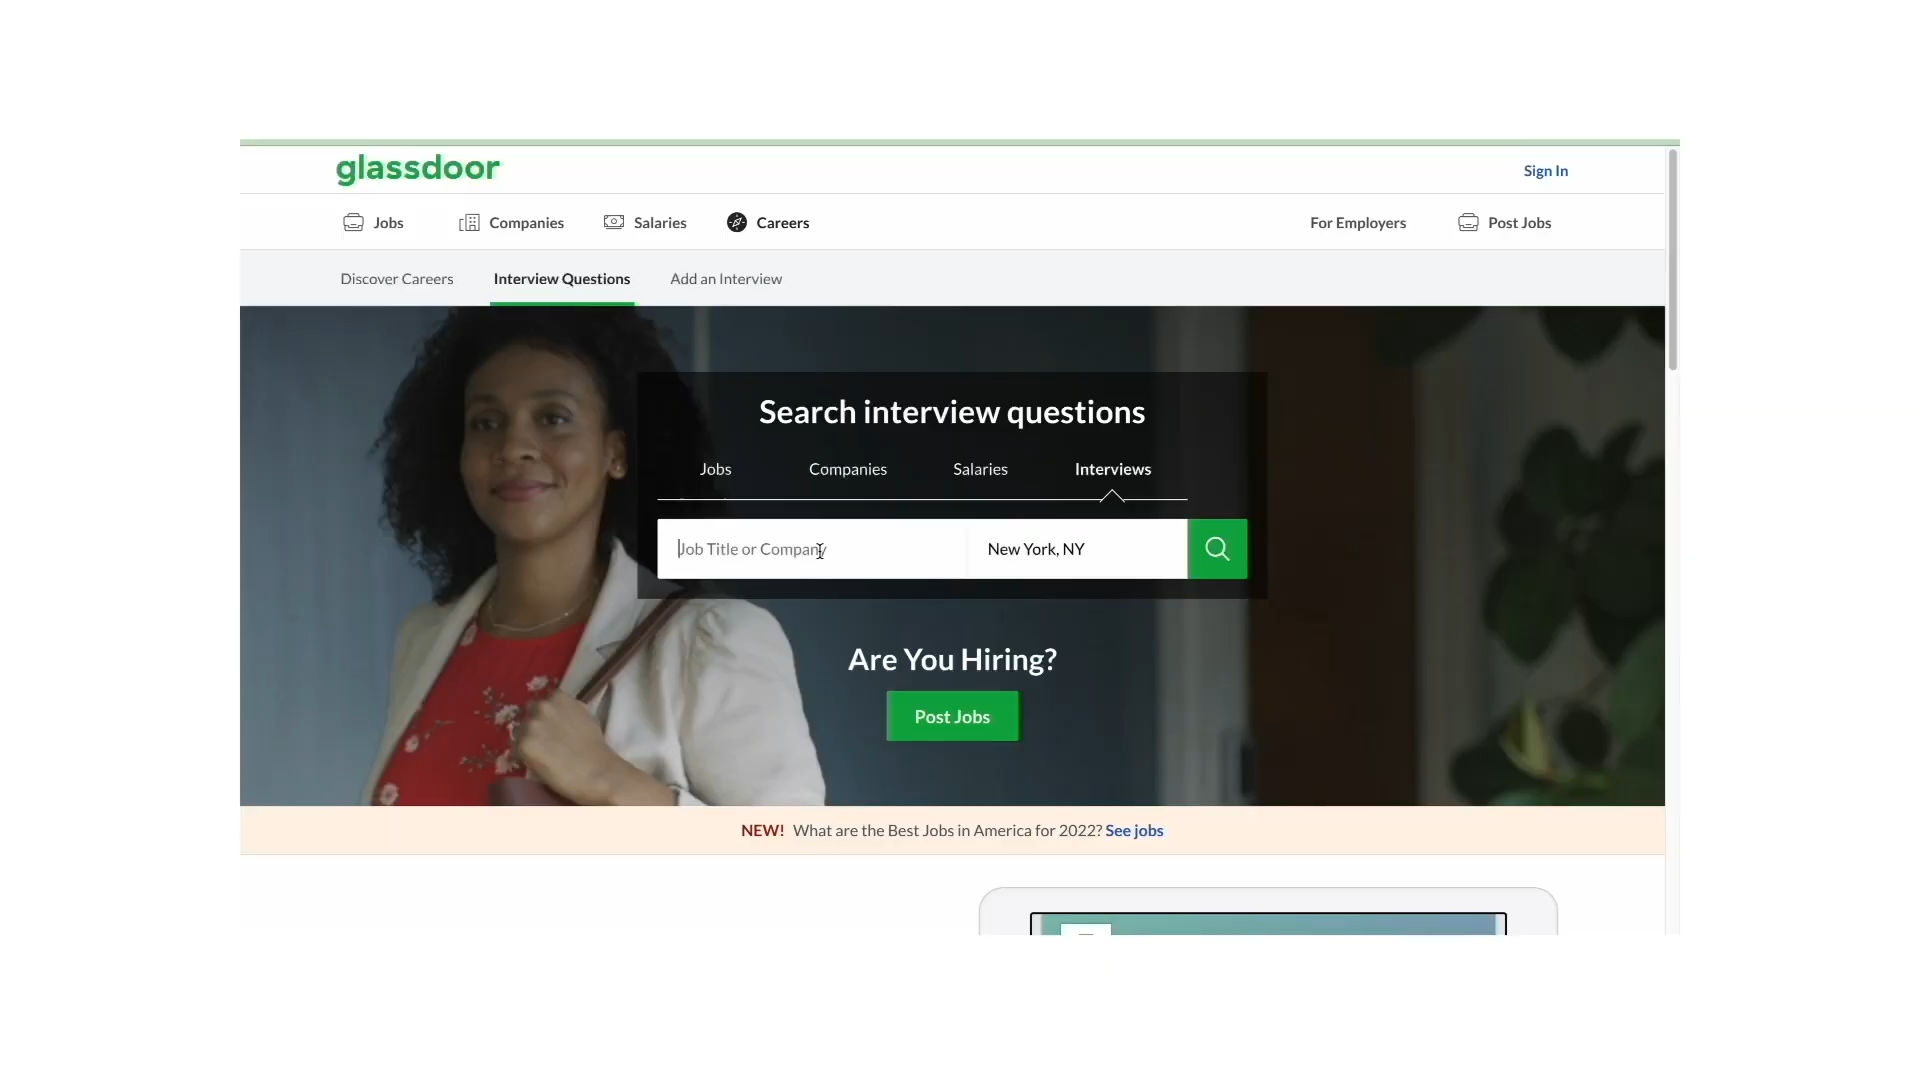 glassdoor
Sign In
Jobs Companies Salaries Careers For Employers Post Jobs
Discover Careers Interview Questions Add an Interview
Search interview questions
Jobs Companies Salaries Interviews
Job Title or Company New York, NY
Are You Hiring?
Post Jobs
NEW! What are the Best Jobs in America for 2022? See jobs